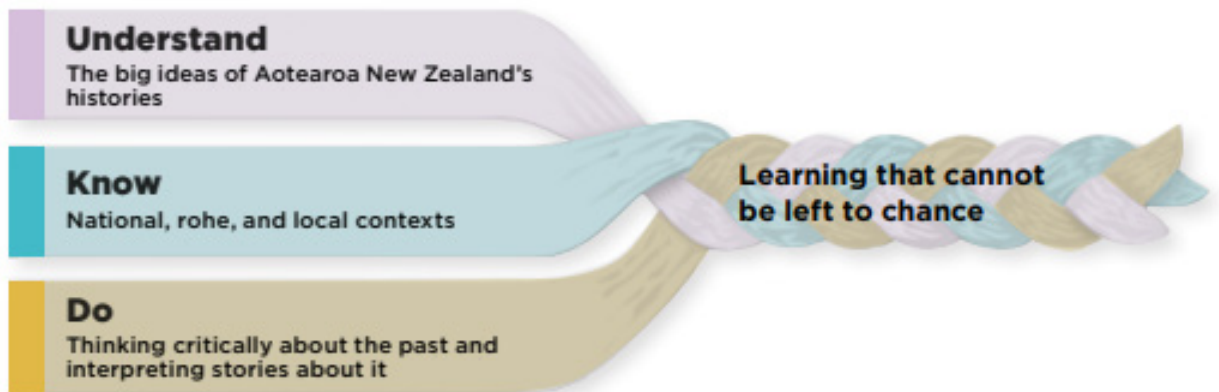 Understand
The big ideas of Aotearoa New Zealand's
histories
Know
National, rohe, and local contexts
Do
Thinking critically about the past and
interpreting stories about it
Learning that cannot
be left to chance